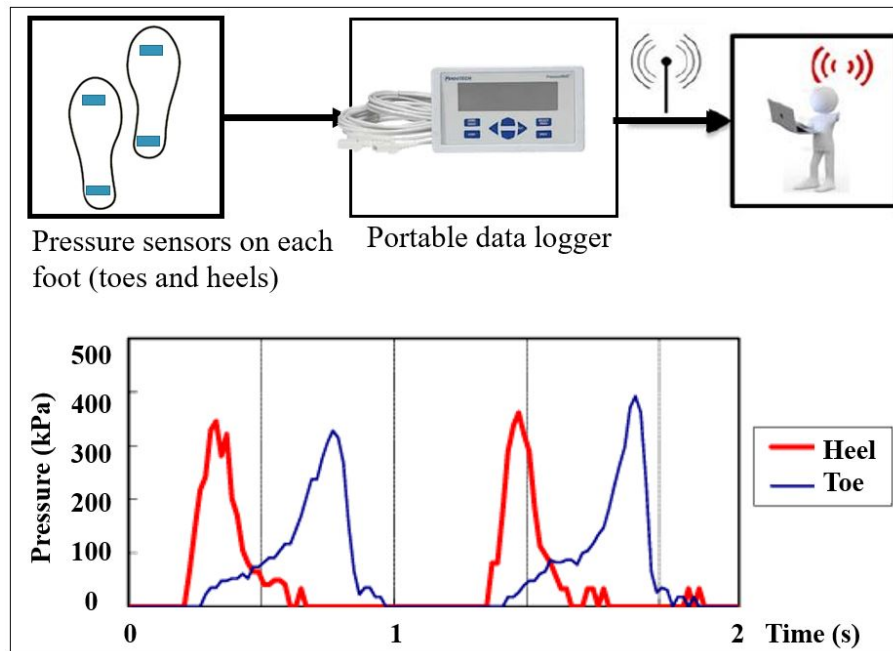 Pressure sensors on each
foot (toes and heels)
Portable data logger
500
400
300
200
100
0
Pressure (kPa)
0 1 2 Time (s)
Heel
Toe